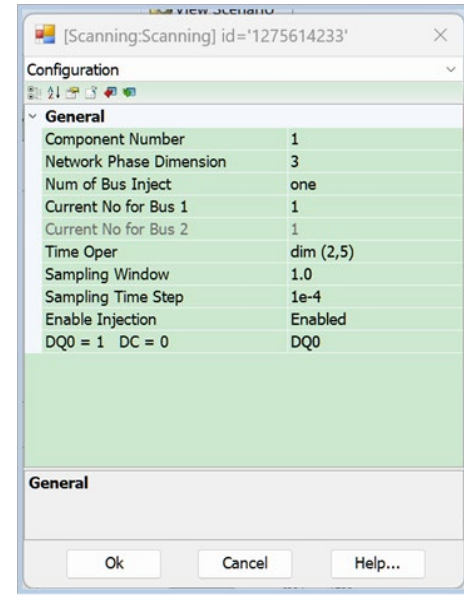 View Scenario
[Scanning:Scanning] id='1275614233'
Configuration
General
Component Number 1
Network Phase Dimension 3
Num of Bus Inject one
Current No for Bus 1 1
Current No for Bus 2 1
Time Oper dim (2,5)
Sampling Window 1.0
Sampling Time Step 1e-4
Enable Injection Enabled
DQ0 = 1 DC = 0 DQ0
General
Ok Cancel Help...